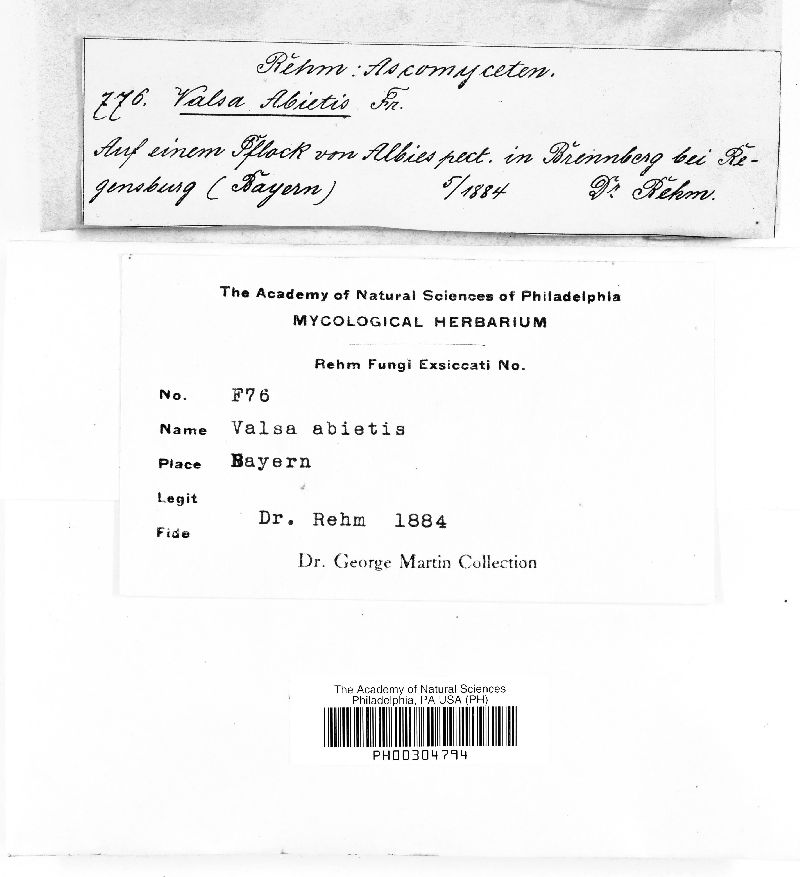 Rehm: Ascomyceten.
776. Valsa Abietis Fr.
Auf einem Pflock von Albies pect. in Brennberg bei Re-
gensburg (Bayern) 5/1884 Dr. Rehm.
The Academy of Natural Sciences of Philadelphia
MYCOLOGICAL HERBARIUM
Rehm Fungi Exsiccati No.
No. F76
Name Valsa abietis
Place Bayern
Legit
Dr. Rehm 1884
Fide
Dr. George Martin Collection
The Academy of Natural Sciences
Philadelphia, PA USA (PH)
PH00304794